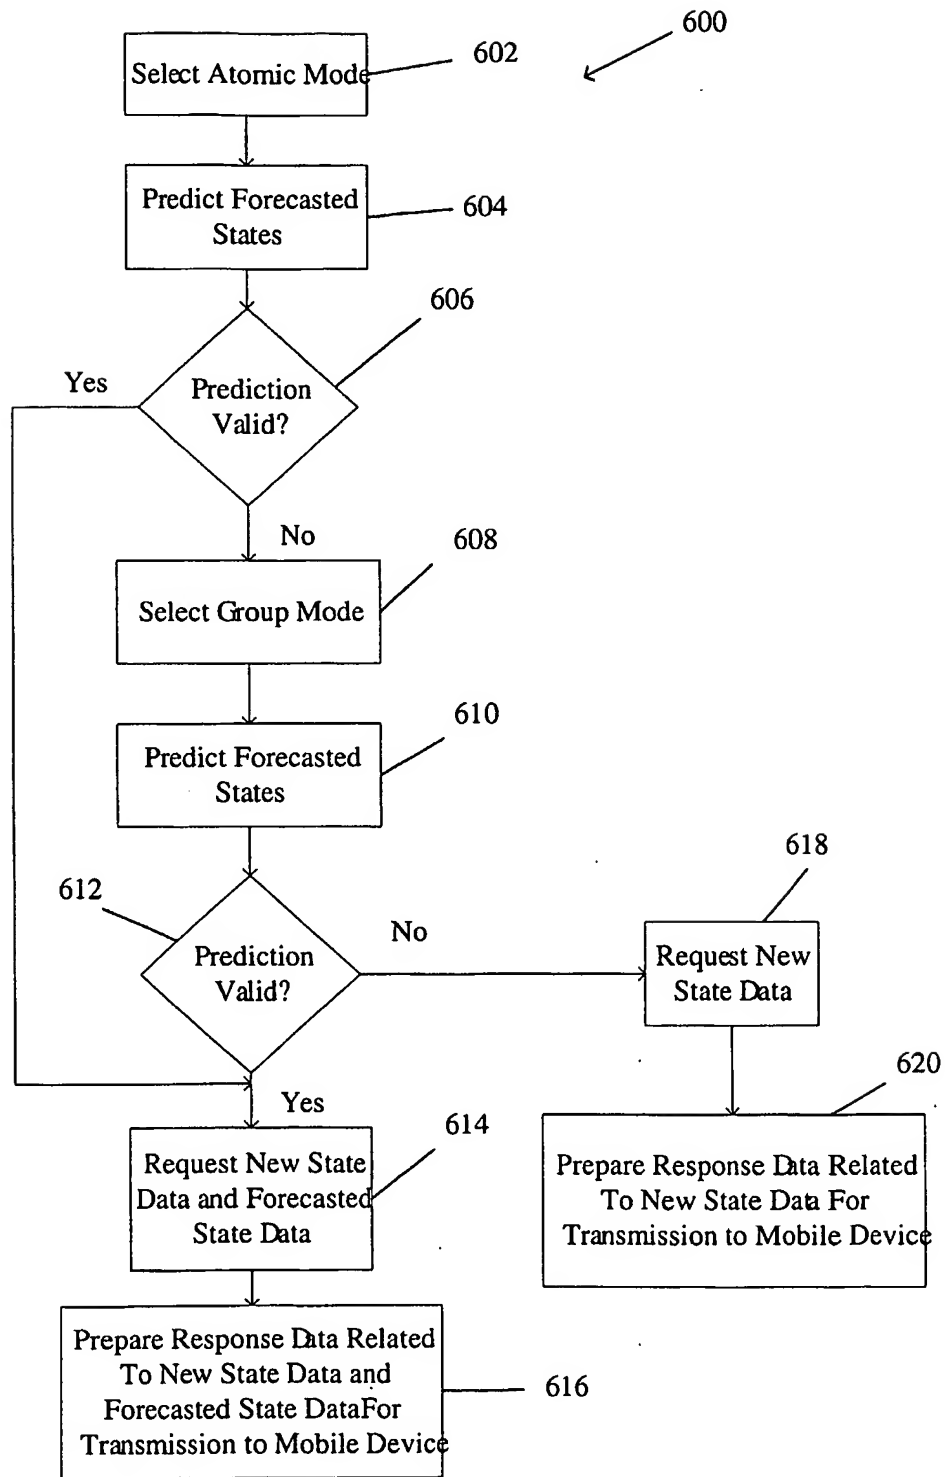 600
602
Select Atomic Mode
Predict Forecasted
States
604
606
Yes
Prediction
Valid?
No
608
Select Group Mode
610
Predict Forecasted
States
612
Prediction
Valid?
No
618
Request New
State Data
620
Prepare Response Data Related
To New State Data For
Transmission to Mobile Device
Yes
614
Request New State
Data and Forecasted
State Data
Prepare Response Data Related
To New State Data and
Forecasted State DataFor
Transmission to Mobile Device
616